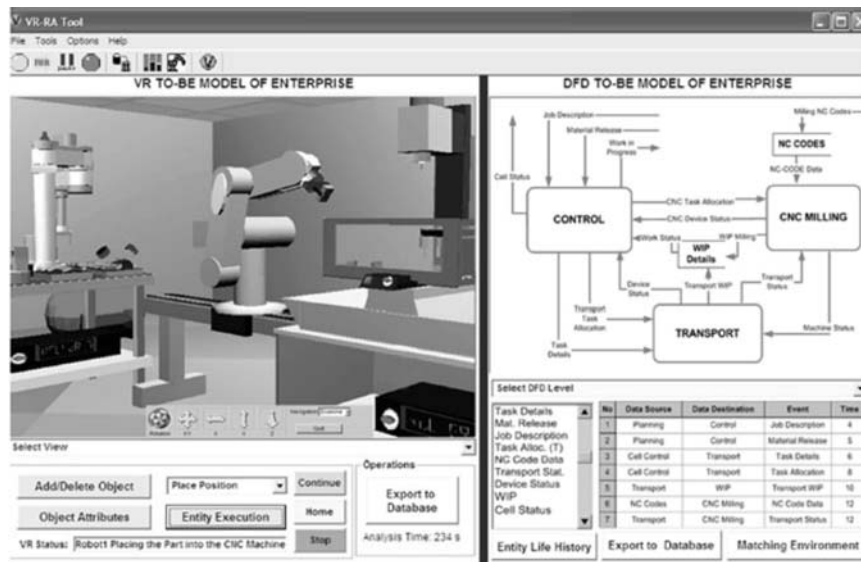 VR-RA Tool
File Tools Options Help
VR TO-BE MODEL OF ENTERPRISE
DFD TO-BE MODEL OF ENTERPRISE
Job Description
Milling NC Codes
Material Release
Work in
Progress
NC CODES
Cell Status
NC-CODE Data
CNC Task Allocation
CONTROL
CNC MILLING
CNC Device Status
Work Status
WIP Milling
WIP
Details
Device
Status
Transport WIP
Transport
Status
Transport
Task
Allocation
Task
Details
TRANSPORT
Machine Status
Quit
Select View
Add/Delete Object
Place Position
Continue
Object Attributes
Entity Execution
Home
Stop
VR Status: Robot1 Placing the Part into the CNC Machine
Operations
Export to
Database
Analysis Time: 234 s
Select DFD Level
Task Details
Mat. Release
Job Description
Task Alloc. (T)
NC Code Data
Transport Stat.
Device Status
WIP
Cell Status
No Data Source Data Destination Event Time
1 Planning Control Job Description 4
2 Planning Control Material Release 5
3 Cell Control Transport Task Details 6
4 Cell Control Transport Task Allocation 8
5 Transport WIP Transport WIP 10
6 NC Codes CNC Milling NC Code Data 12
7 Transport CNC Milling Transport Status 12
Entity Life History
Export to Database
Matching Environment